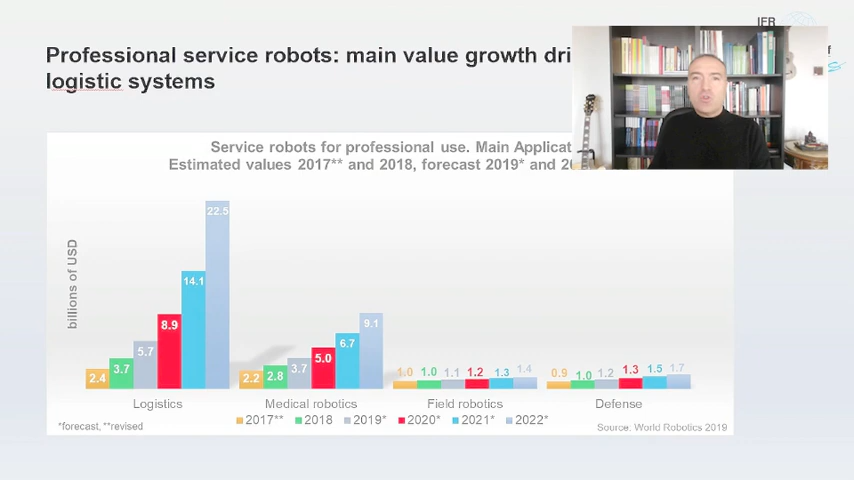 IFR
Professional service robots: main value growth
logistic systems
Service robots for professional use. Main
Estimated values 2017** and 2018, forecast 2019* and
billions of USD
22.5
14.1
8.9
5.7
3.7
2.4
9.1
6.7
5.0
3.7
2.8
2.2
1.0 1.0 1.1 1.2 1.3 1.4
0.9 1.0 1.2 1.3 1.5 1.7
Logistics Medical robotics Field robotics Defense
2017** 2018 2019* 2020* 2021* 2022*
*forecast, **revised
Source: World Robotics 2019